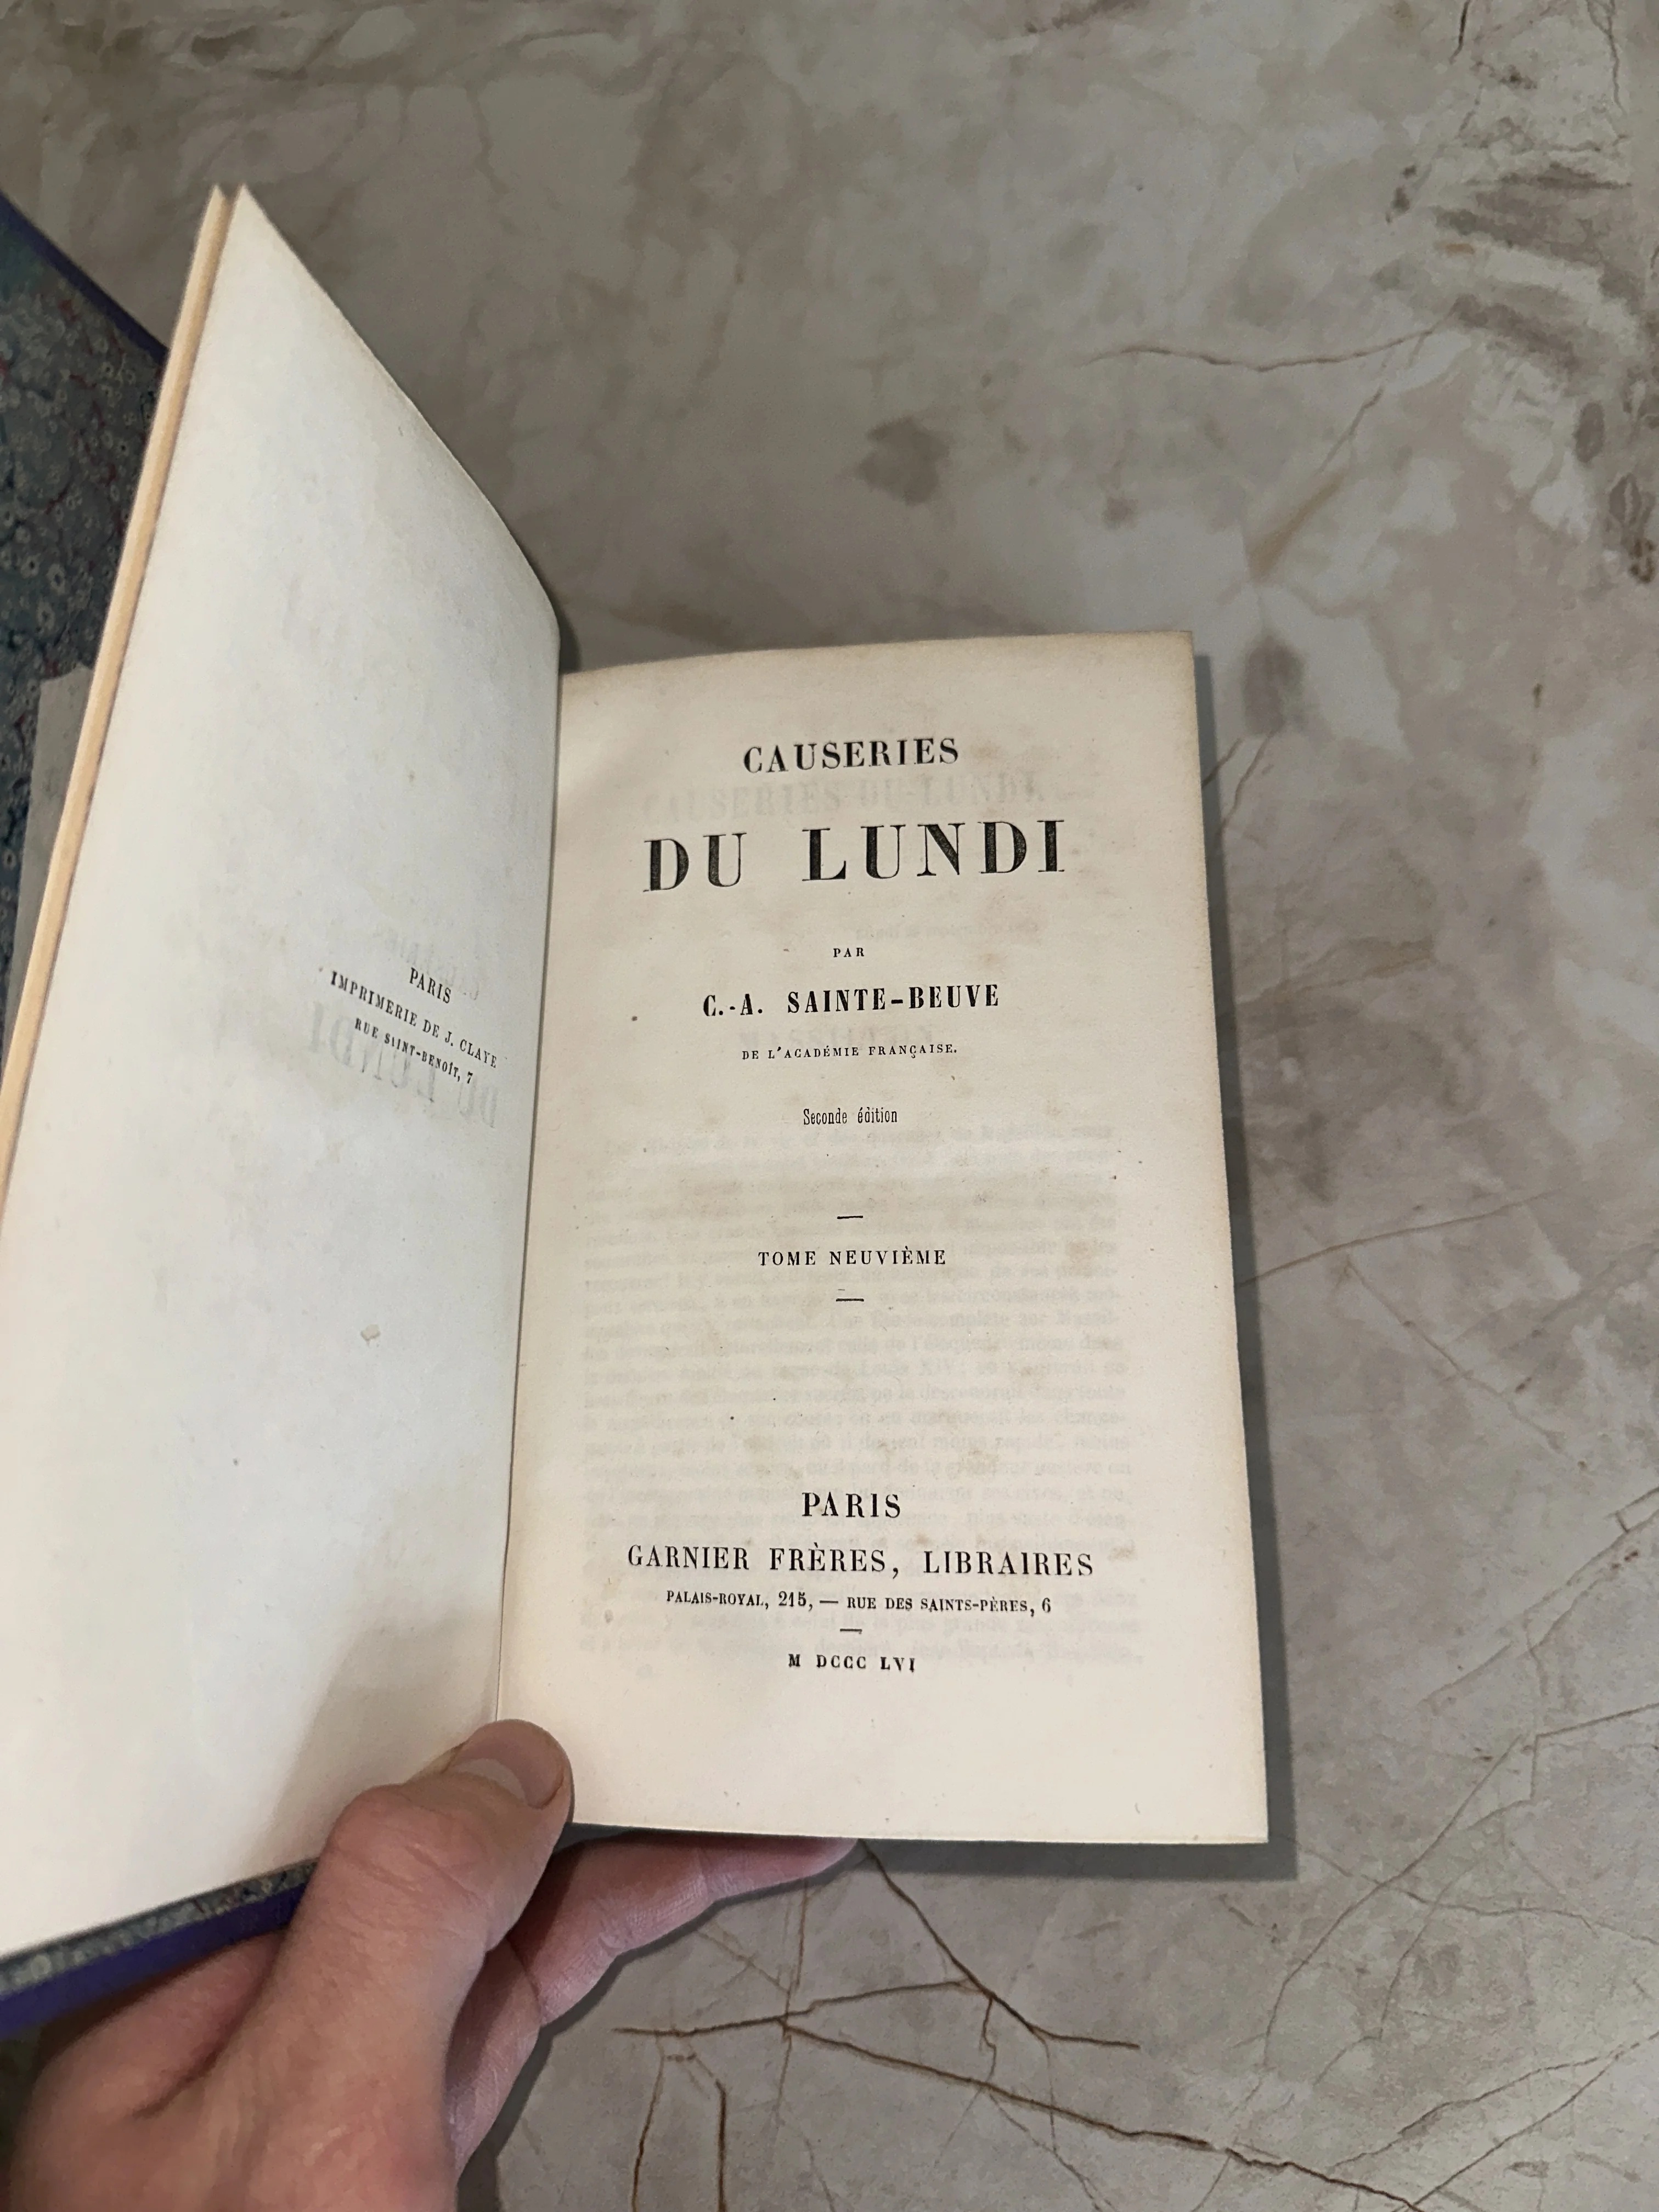 PARIS
IMPRIMERIE DE J. CLAYE
RUE SAINT-BENOÎT, 7
CAUSERIES
DU LUNDI
PAR
C.-A. SAINTE-BEUVE
DE L'ACADÉMIE FRANÇAISE.
Seconde édition
TOME NEUVIÈME
PARIS
GARNIER FRÈRES, LIBRAIRES
PALAIS-ROYAL, 215, — RUE DES SAINTS-PÈRES, 6
M DCCC LVI